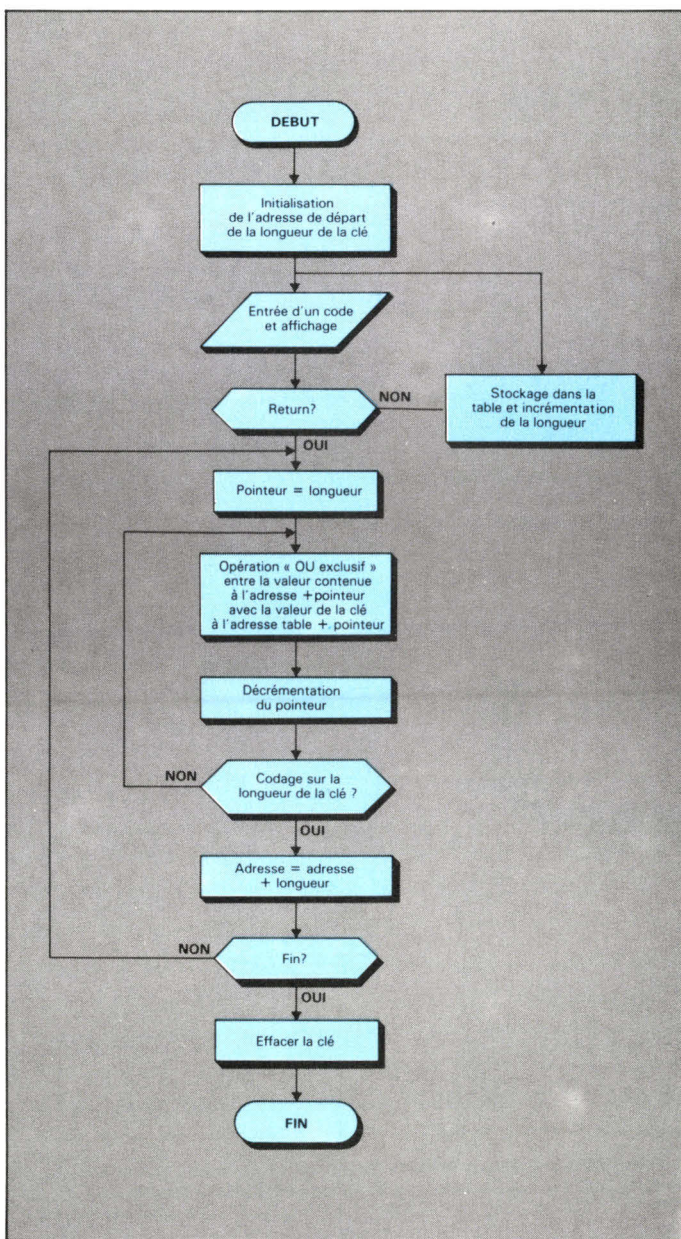 DEBUT
Initialisation
de l'adresse de départ
de la longueur de la clé
Entrée d'un code
et affichage
Return?
NON
Stockage dans la
table et incrémentation
de la longueur
OUI
Pointeur = longueur
Opération « OU exclusif »
entre la valeur contenue
à l'adresse +pointeur
avec la valeur de la clé
à l'adresse table +. pointeur
Décrémentation
du pointeur
NON
Codage sur la
longueur de la clé ?
OUI
Adresse = adresse
+ longueur
NON
Fin?
OUI
Effacer la clé
FIN